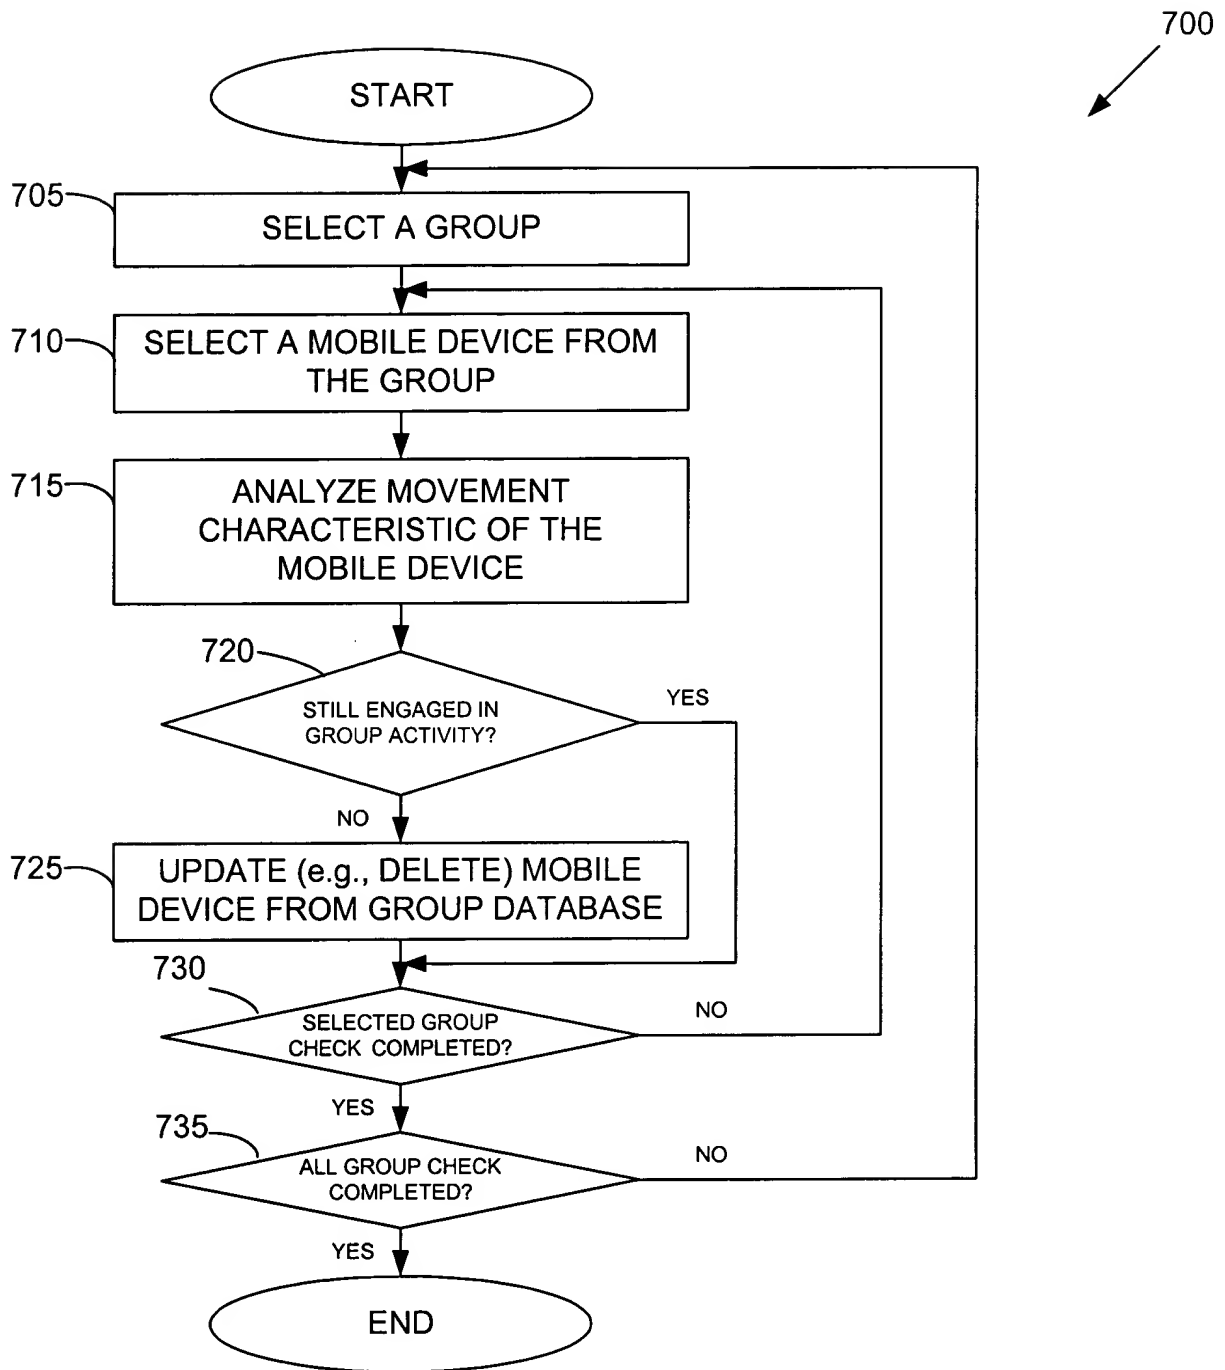 700
START
705
SELECT A GROUP
710
SELECT A MOBILE DEVICE FROM
THE GROUP
715
ANALYZE MOVEMENT
CHARACTERISTIC OF THE
MOBILE DEVICE
720
STILL ENGAGED IN
GROUP ACTIVITY?
YES
NO
725
UPDATE (e.g., DELETE) MOBILE
DEVICE FROM GROUP DATABASE
730
SELECTED GROUP
CHECK COMPLETED?
NO
YES
735
ALL GROUP CHECK
COMPLETED?
NO
YES
END